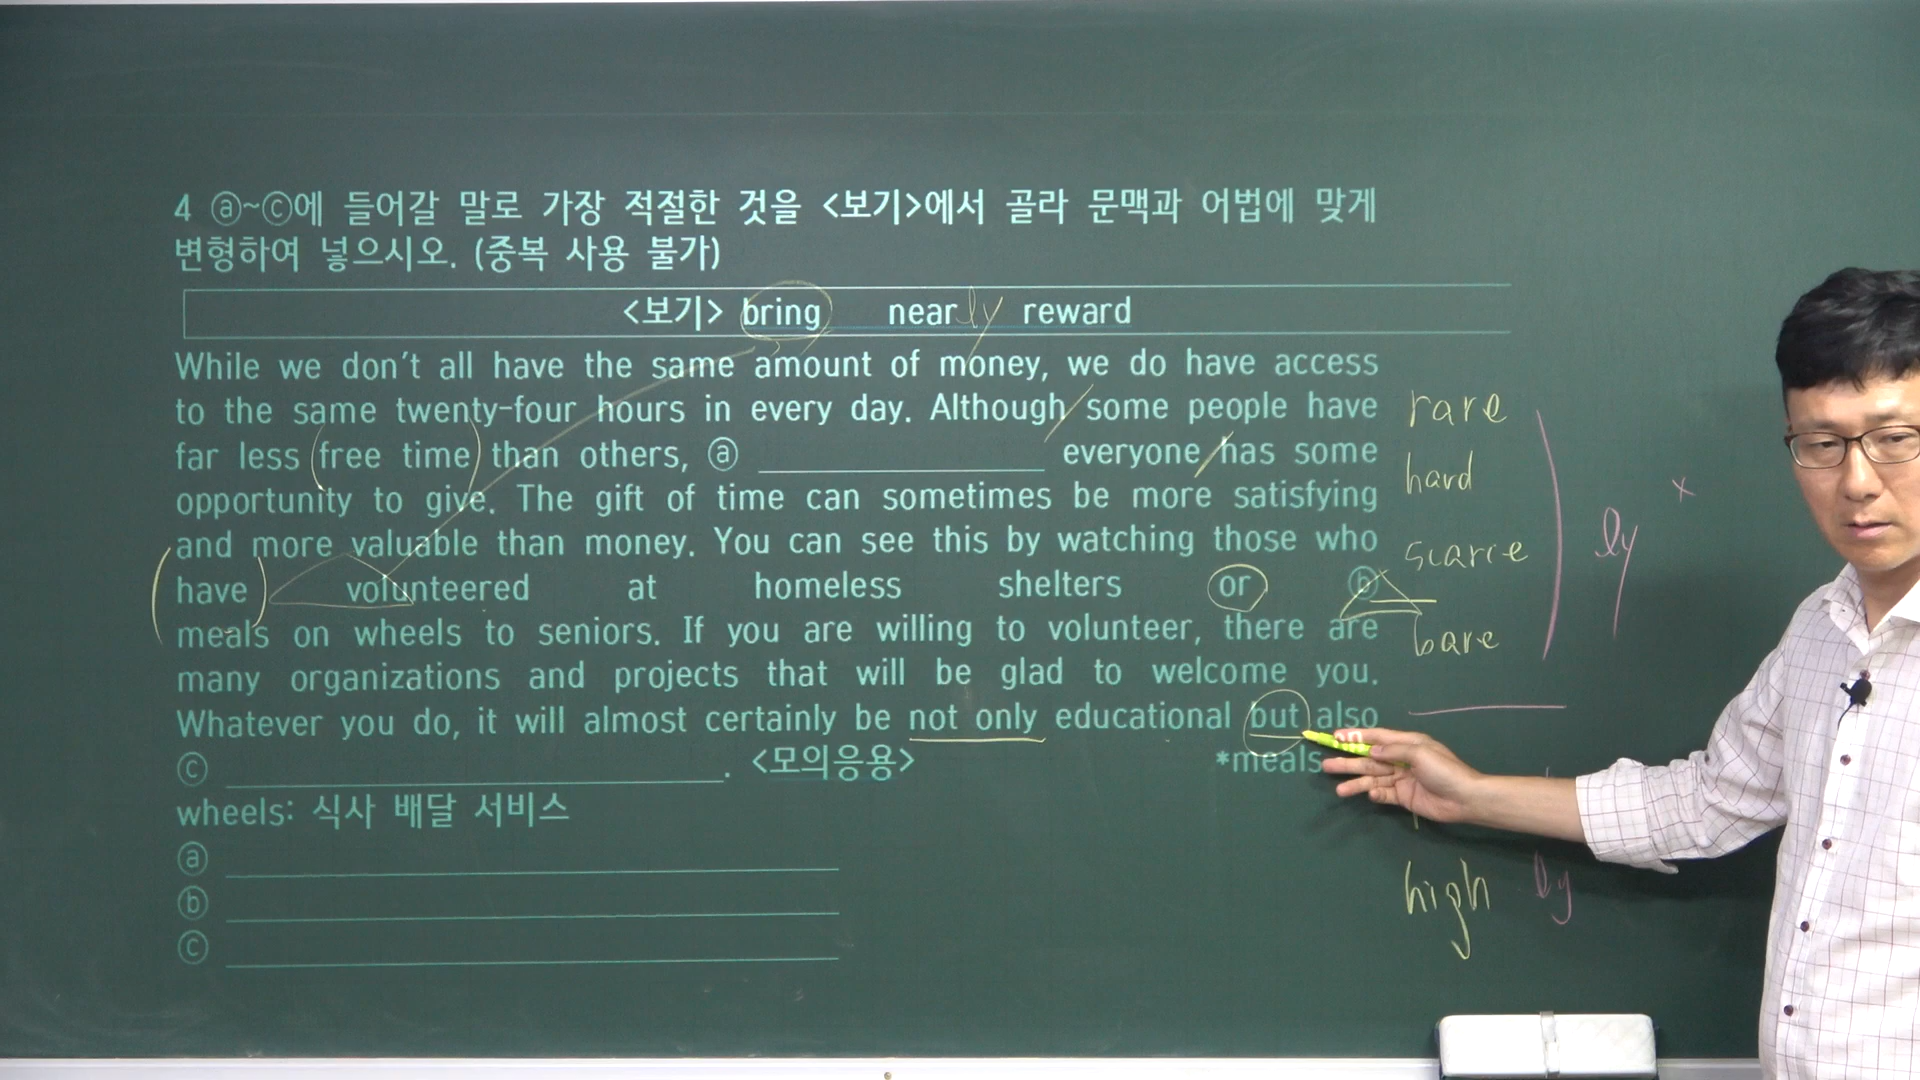 4 ⓐ~ⓒ에 들어갈 말로 가장 적절한 것을 <보기>에서 골라 문맥과 어법에 맞게
변형하여 넣으시오. (중복 사용 불가)
<보기> bring nearly reward
While we don't all have the same amount of money, we do have access
to the same twenty-four hours in every day. Although some people have
far less free time than others, ⓐ everyone has some
opportunity to give. The gift of time can sometimes be more satisfying
and more valuable than money. You can see this by watching those who
have volunteered at homeless shelters or ⓑ
meals on wheels to seniors. If you are willing to volunteer, there are
many organizations and projects that will be glad to welcome you.
Whatever you do, it will almost certainly be not only educational but also
ⓒ . <모의응용> *meals
wheels: 식사 배달 서비스
ⓐ
ⓑ
ⓒ
rare
hard
scarce
bare
ly x
high ly